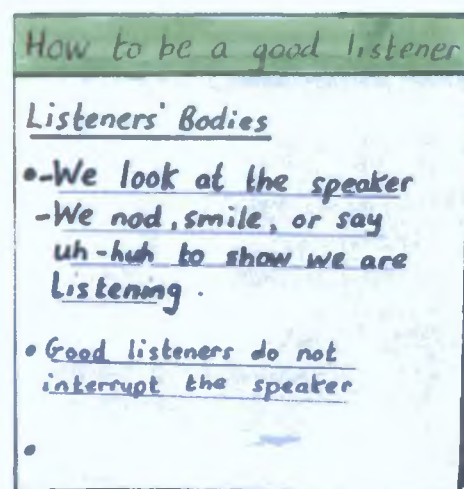 How to be a good listener
Listeners' Bodies
•-We look at the speaker
-We nod, smile, or say
uh-huh to show we are
Listening.
• Good listeners do not
interrupt the speaker
•